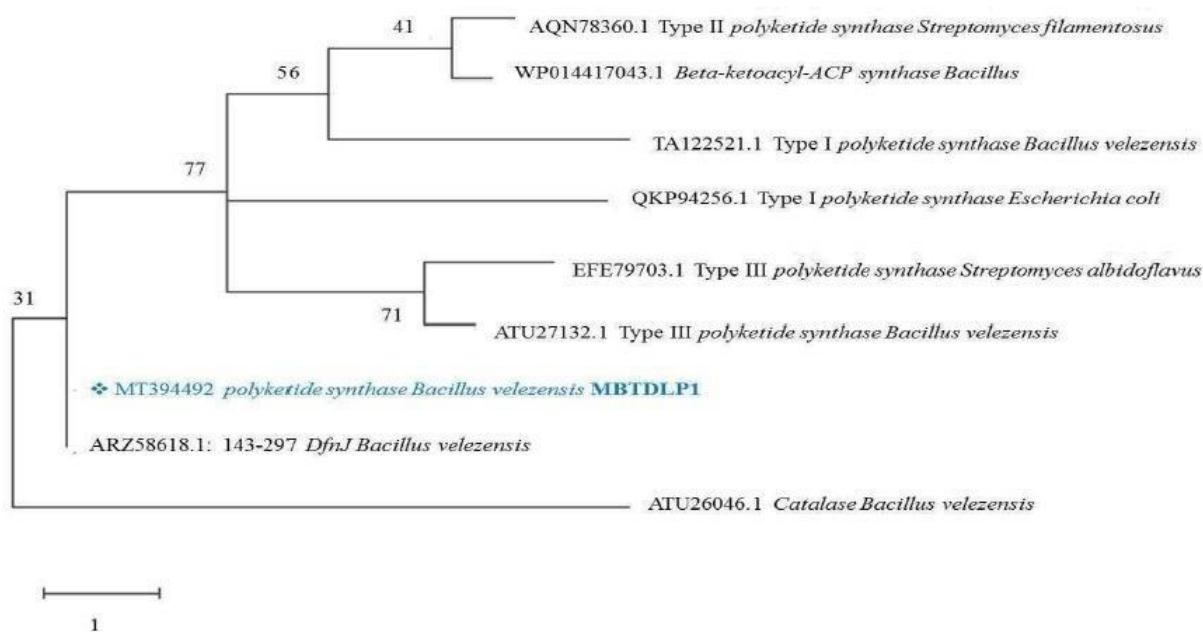 41
AQN78360.1 Type II polyketide synthase Streptomyces filamentosus
56
WP014417043.1 Beta-ketoacyl-ACP synthase Bacillus
TA122521.1 Type I polyketide synthase Bacillus velezensis
77
QKP94256.1 Type I polyketide synthase Escherichia coli
EFE79703.1 Type III polyketide synthase Streptomyces albidoflavus
31
71
ATU27132.1 Type III polyketide synthase Bacillus velezensis
❖ MT394492 polyketide synthase Bacillus velezensis MBTDLP1
ARZ58618.1: 143-297 DfnJ Bacillus velezensis
ATU26046.1 Catalase Bacillus velezensis
1